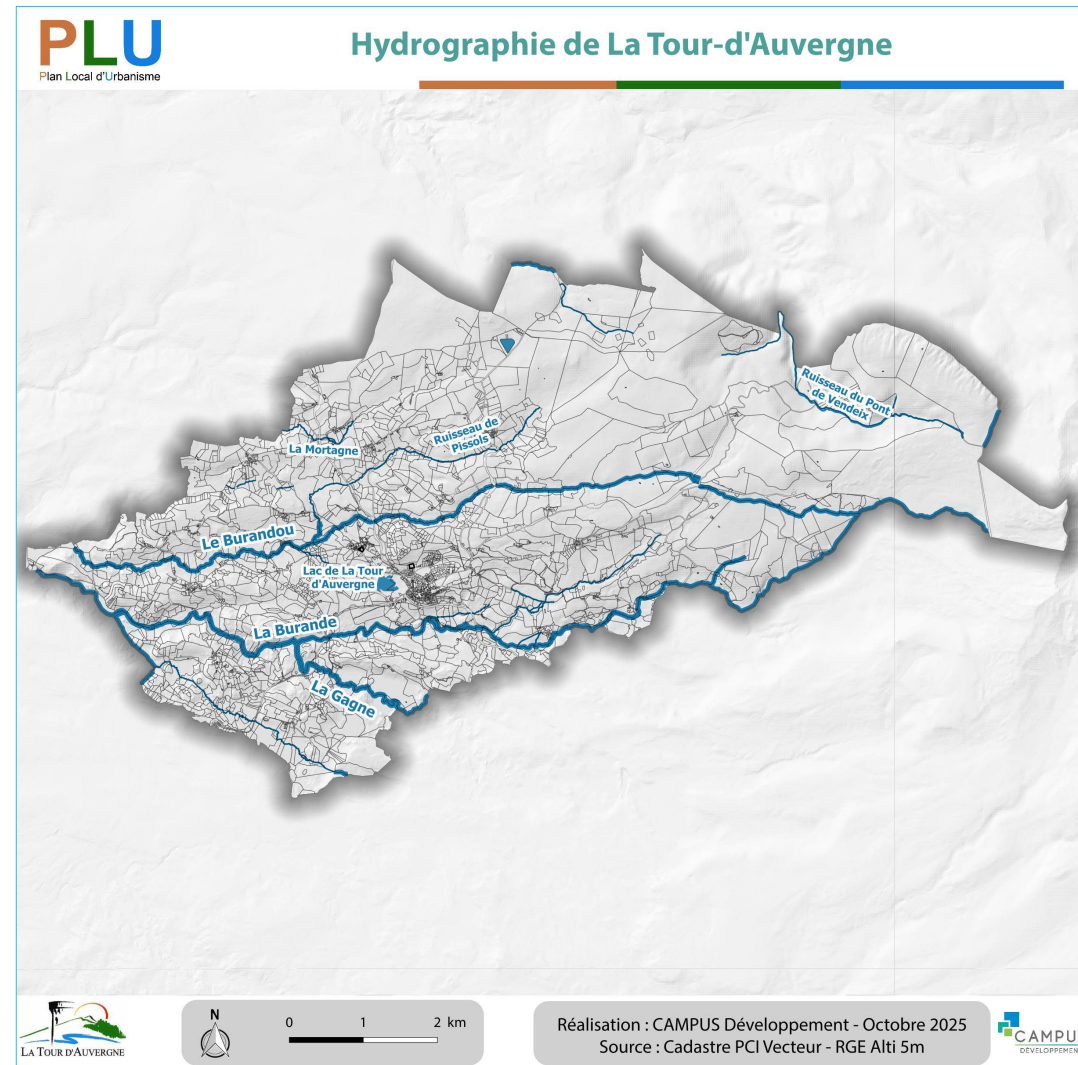 PLU
Plan Local d'Urbanisme
Hydrographie de La Tour-d'Auvergne
Ruisseau du Pont
de Vendeix
Ruisseau de
Pissols
La Mortagne
Le Burandou
Lac de La Tour
d'Auvergne
La Burande
La Gagne
LA TOUR D'AUVERGNE
N
0 1 2 km
Réalisation : CAMPUS Développement - Octobre 2025
Source : Cadastre PCI Vecteur - RGE Alti 5m
CAMPU
DÉVELOPPEMEN